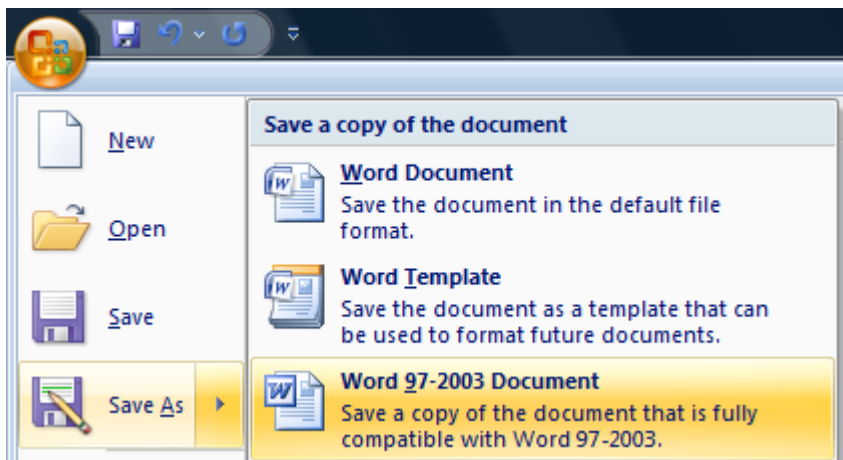 New
Open
Save
Save As
Save a copy of the document
Word Document
Save the document in the default file
format.
Word Template
Save the document as a template that can
be used to format future documents.
Word 97-2003 Document
Save a copy of the document that is fully
compatible with Word 97-2003.